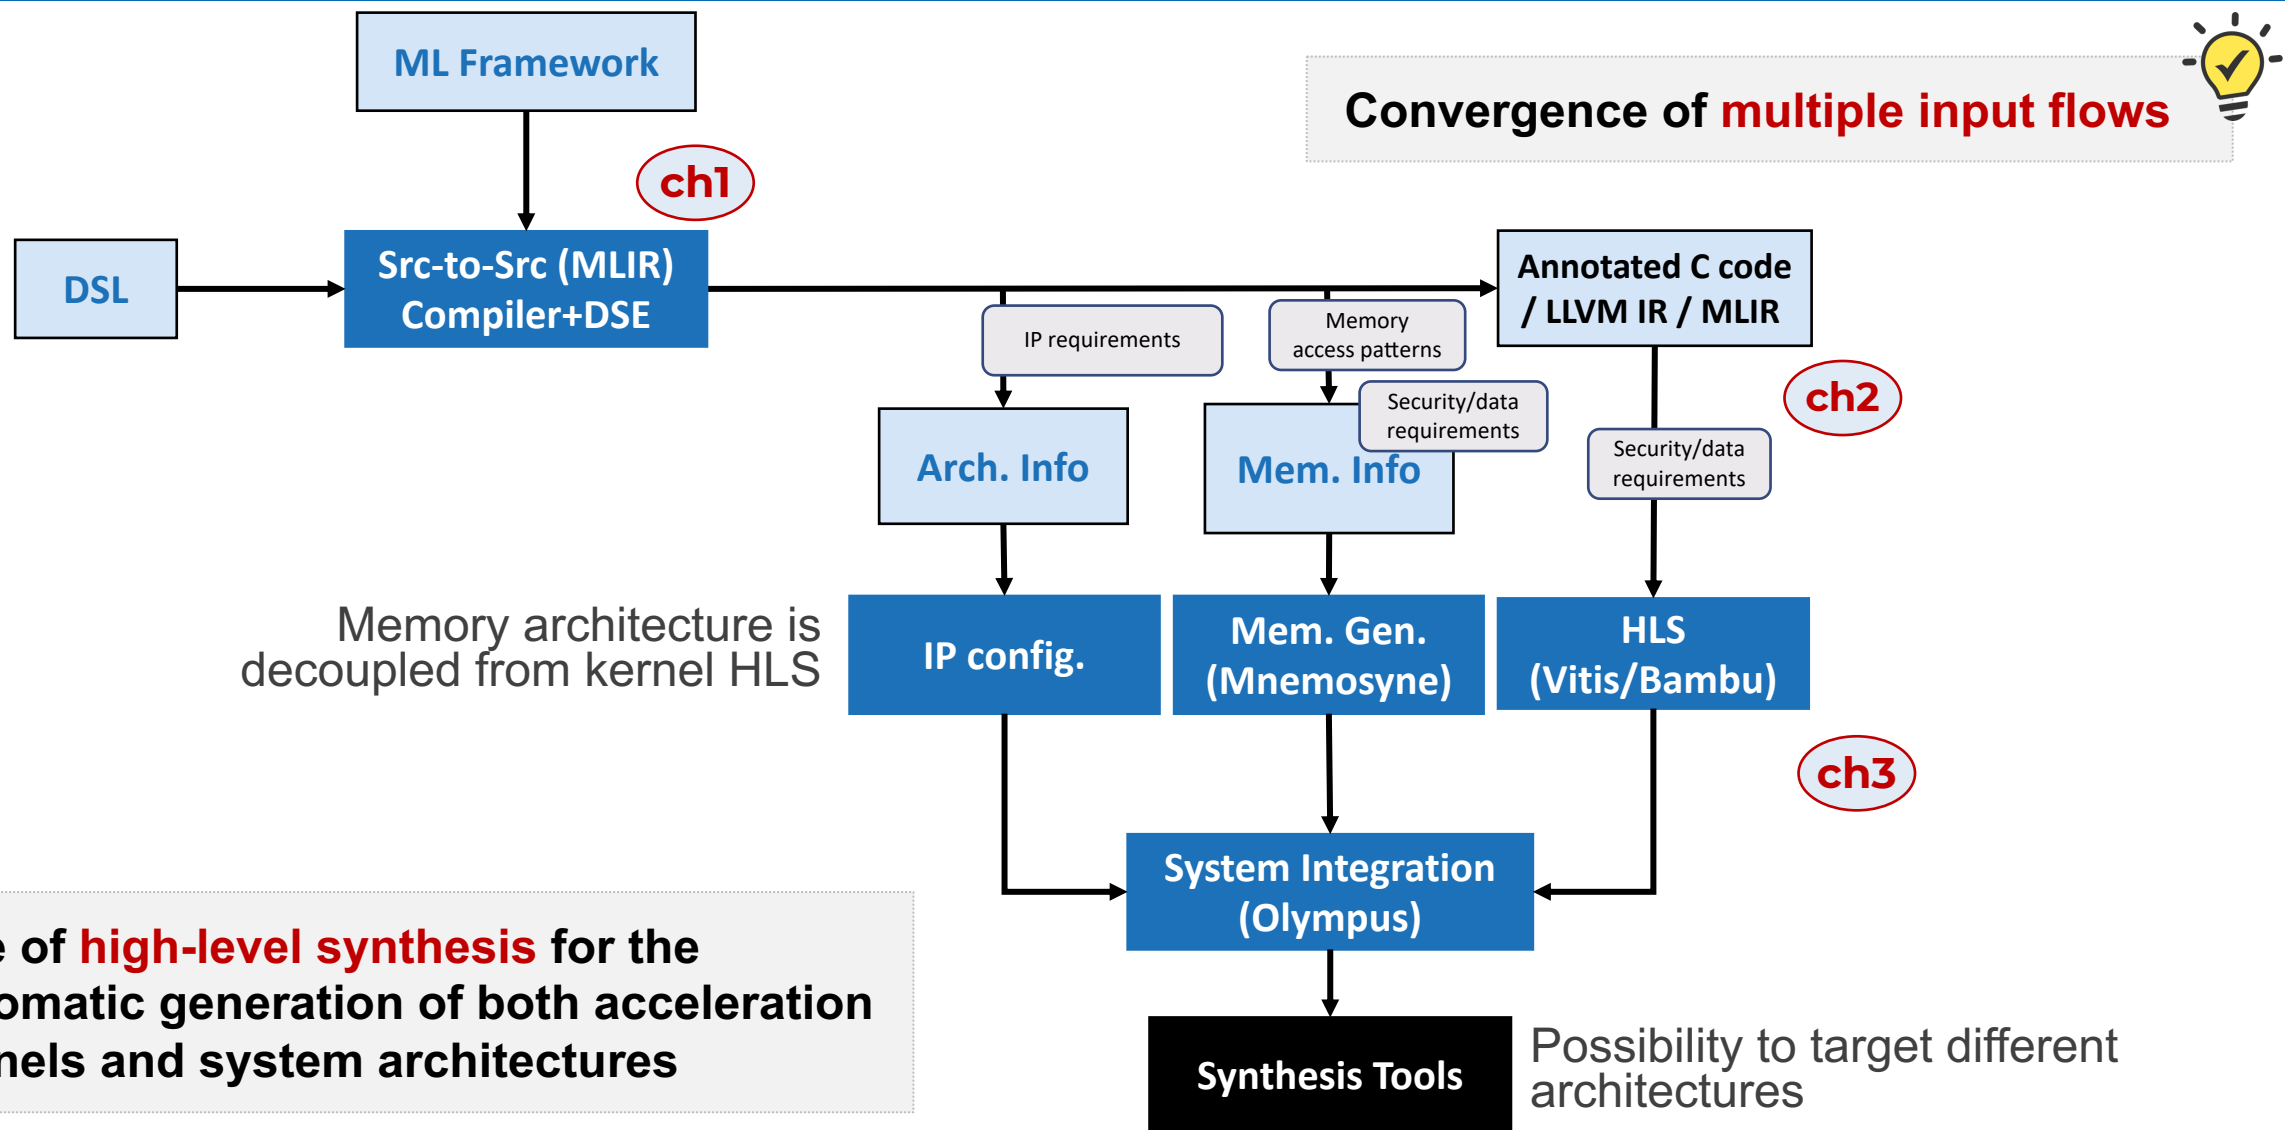 ML Framework
Convergence of multiple input flows
ch1
DSL
Src-to-Src (MLIR)
Compiler+DSE
Annotated C code
/ LLVM IR / MLIR
IP requirements
Memory
access patterns
Security/data
requirements
ch2
Arch. Info
Mem. Info
Security/data
requirements
Memory architecture is
decoupled from kernel HLS
IP config.
Mem. Gen.
(Mnemosyne)
HLS
(Vitis/Bambu)
ch3
System Integration
(Olympus)
e of high-level synthesis for the
omatic generation of both acceleration
nels and system architectures
Synthesis Tools
Possibility to target different
architectures